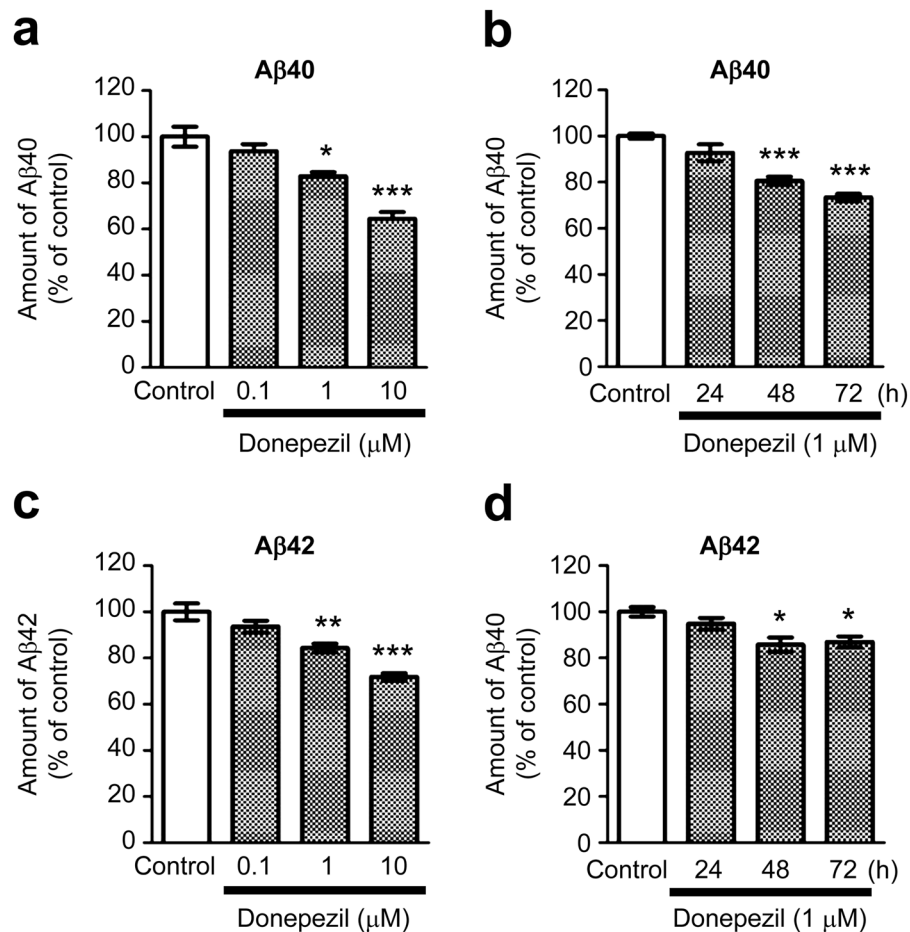 a
Aβ40
Amount of Aβ40
(% of control)
120
100
80
60
40
20
0
*
***
Control 0.1 1 10
Donepezil (μM)
b
Aβ40
Amount of Aβ40
(% of control)
120
100
80
60
40
20
0
***
***
Control 24 48 72 (h)
Donepezil (1 μM)
c
Aβ42
Amount of Aβ42
(% of control)
120
100
80
60
40
20
0
**
***
Control 0.1 1 10
Donepezil (μM)
d
Aβ42
Amount of Aβ40
(% of control)
120
100
80
60
40
20
0
*
*
Control 24 48 72 (h)
Donepezil (1 μM)